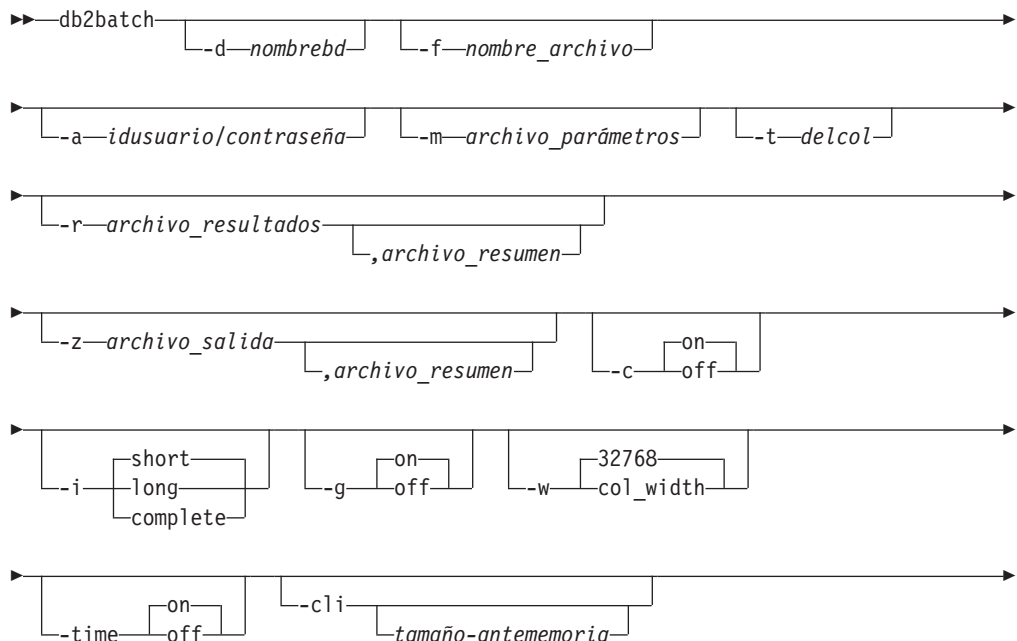 db2batch
-d nombrebd -f nombre_archivo
-a idusuario/contraseña -m archivo_parámetros -t delcol
-r archivo_resultados
,archivo_resumen
-z archivo_salida
,archivo_resumen
on
-c off
short on 32768
-i long -g off -w col_width
complete
on -cli
-time off tamaño-antememoria